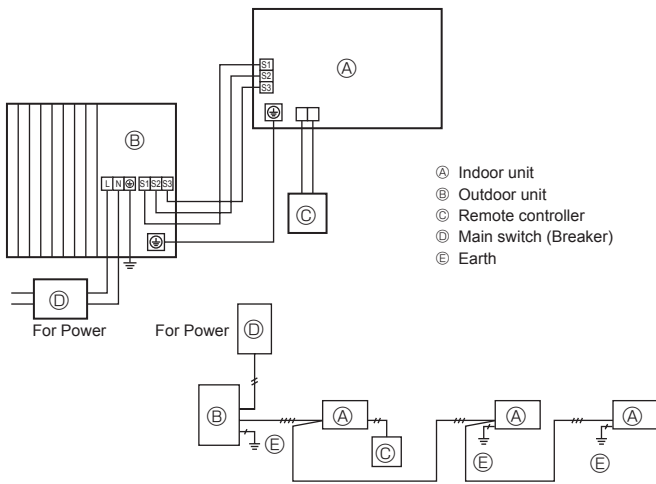 S1
S2
S3
Ⓐ
Ⓑ
L N S1 S2 S3
Ⓒ
Ⓐ Indoor unit
Ⓑ Outdoor unit
Ⓒ Remote controller
Ⓓ Main switch (Breaker)
Ⓔ Earth
Ⓓ
For Power
For Power
Ⓓ
Ⓑ
Ⓔ
Ⓐ
Ⓒ
Ⓐ
Ⓔ
Ⓐ
Ⓔ